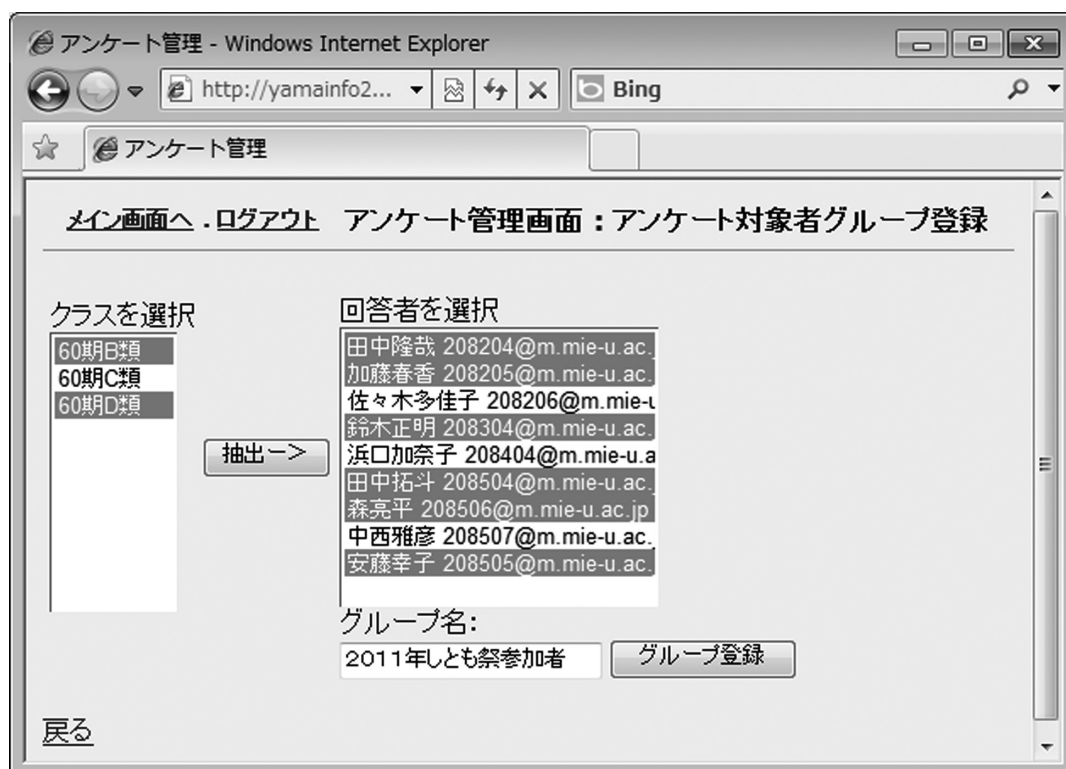 アンケート管理 - Windows Internet Explorer
http://yamainfo2...
Bing
アンケート管理
メイン画面へ . ログアウト アンケート管理画面：アンケート対象者グループ登録
クラスを選択
60期B類
60期C類
60期D類
抽出ー＞
回答者を選択
田中隆哉 208204@m.mie-u.ac.
加藤春香 208205@m.mie-u.ac.
佐々木多佳子 208206@m.mie-u
鈴木正明 208304@m.mie-u.ac.
浜口加奈子 208404@m.mie-u.a
田中拓斗 208504@m.mie-u.ac.
森亮平 208506@m.mie-u.ac.jp
中西雅彦 208507@m.mie-u.ac.
安藤幸子 208505@m.mie-u.ac.
グループ名:
２０１１年しとも祭参加者
グループ登録
戻る